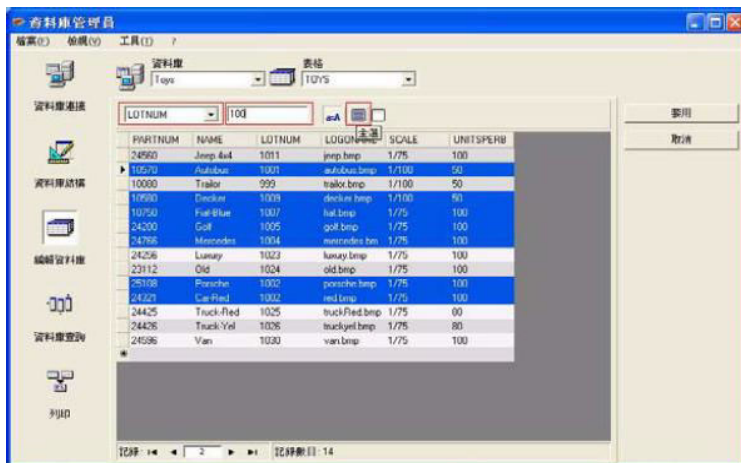 資料庫管理員
檔案(F) 檢視(V) 工具(T) ?
資料庫 表格
Toys TOYS
資料庫連接
LOTNUM 100 a=A
全選
套用
取消
PARTNUM NAME LOTNUM LOGONAME SCALE UNITSPERB
24560 Jeep 4x4 1011 jeep.bmp 1/75 100
10570 Autobus 1001 autobus.bmp 1/100 50
10080 Trailor 999 trailor.bmp 1/100 50
10580 Decker 1009 decker.bmp 1/100 50
10750 Fiat-Blue 1007 fiat.bmp 1/75 100
24200 Golf 1005 golf.bmp 1/75 100
24766 Mercedes 1004 mercedes.bm 1/75 100
24256 Luxury 1023 luxury.bmp 1/75 100
23112 Old 1024 old.bmp 1/75 100
25108 Porsche 1002 porsche.bmp 1/75 100
24321 Car-Red 1002 red.bmp 1/75 100
24425 Truck-Red 1025 truckRed.bmp 1/75
24426 Truck-Yel 1026 truckyel.bmp 1/75 80
24596 Van 1030 van.bmp 1/75 100
資料庫結構
編輯資料庫
資料庫查詢
列印
記錄: 2 記錄數目: 14